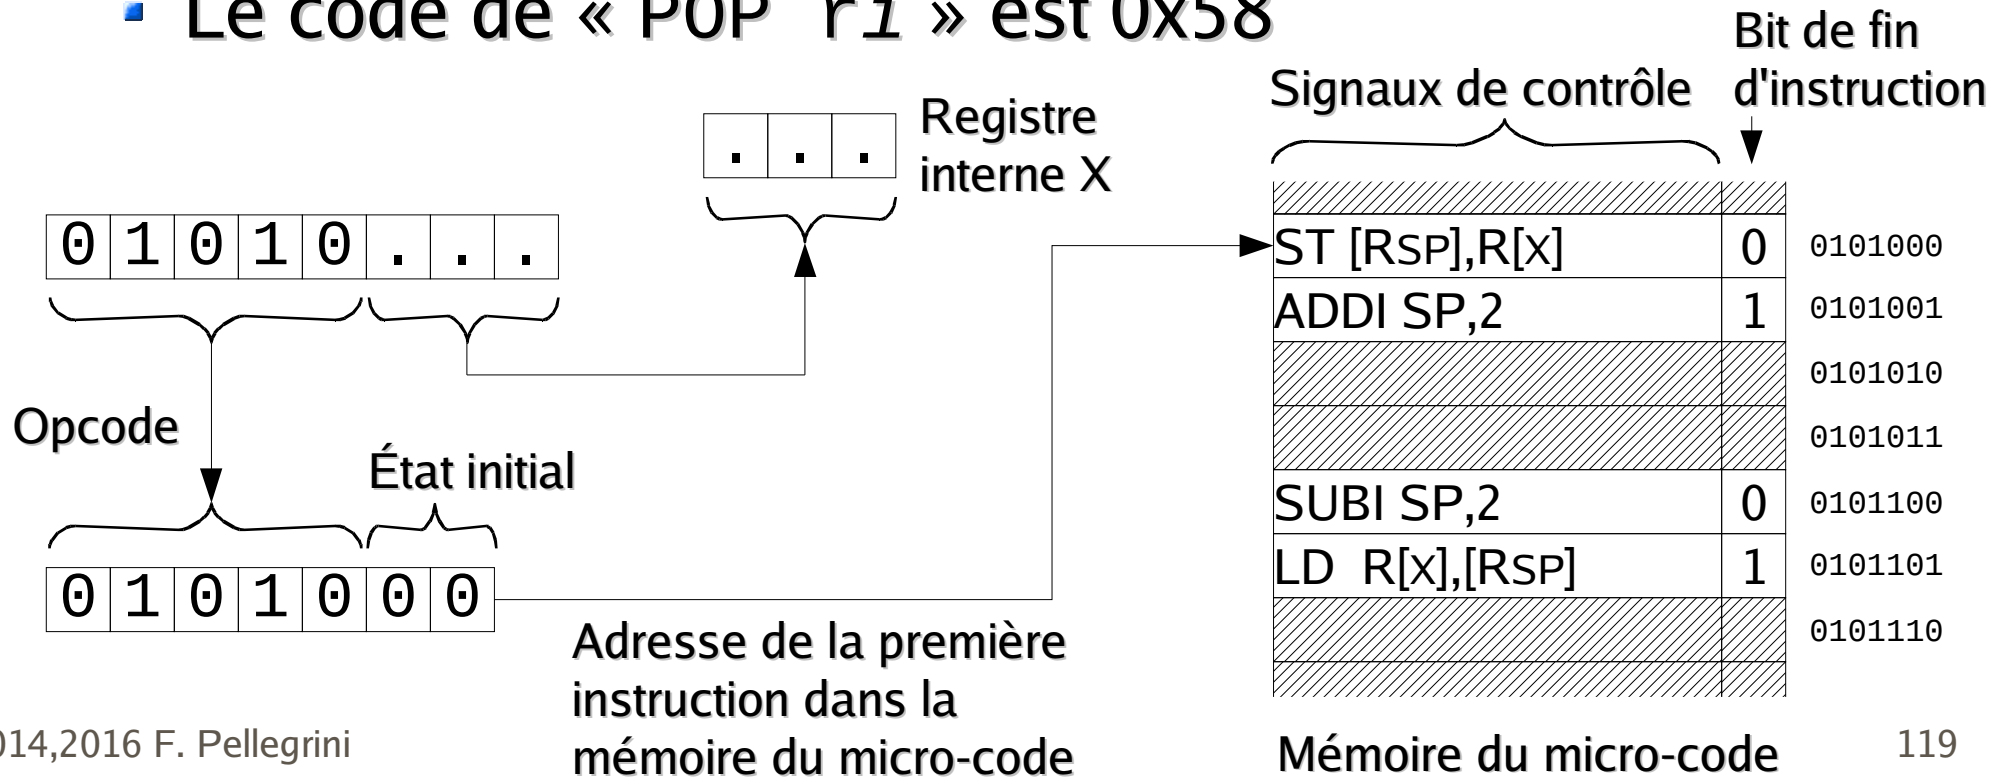 Le code de « POP ri » est 0x58
Bit de fin
d'instruction
Signaux de contrôle
Registre
interne X
. . .
0 1 0 1 0 . . .
Opcode
État initial
0 1 0 1 0 0 0
Adresse de la première
instruction dans la
mémoire du micro-code
ST [RSP],R[X] 0 0101000
ADDI SP,2 1 0101001
0101010
0101011
SUBI SP,2 0 0101100
LD R[X],[RSP] 1 0101101
0101110
Mémoire du micro-code
014,2016 F. Pellegrini
119